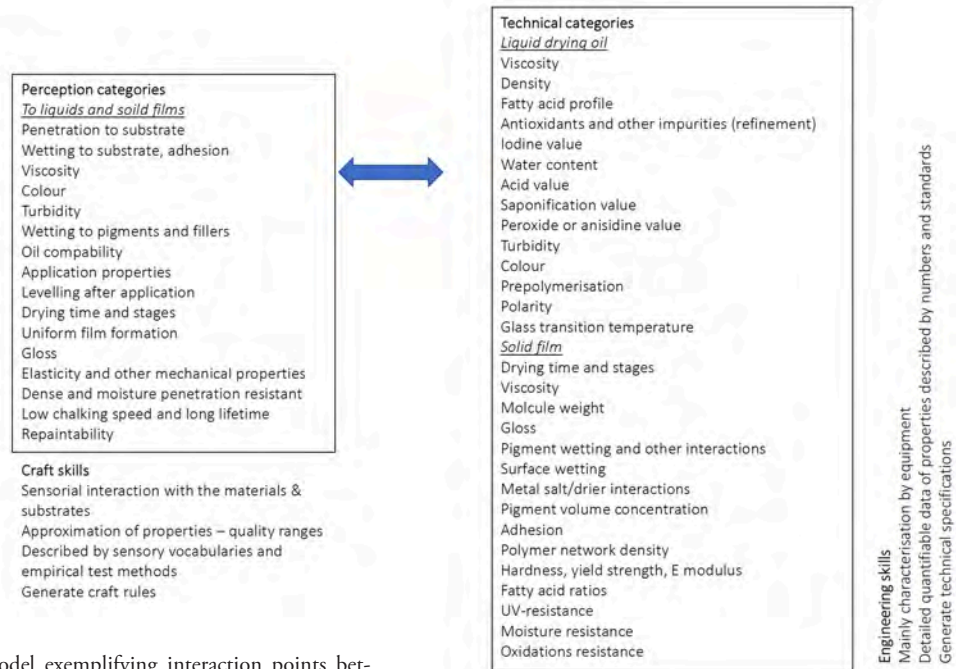 Perception categories
To liquids and soild films
Penetration to substrate
Wetting to substrate, adhesion
Viscosity
Colour
Turbidity
Wetting to pigments and fillers
Oil compability
Application properties
Levelling after application
Drying time and stages
Uniform film formation
Gloss
Elasticity and other mechanical properties
Dense and moisture penetration resistant
Low chalking speed and long lifetime
Repaintability
Craft skills
Sensorial interaction with the materials &
substrates
Approximation of properties – quality ranges
Described by sensory vocabularies and
empirical test methods
Generate craft rules
Technical categories
Liquid drying oil
Viscosity
Density
Fatty acid profile
Antioxidants and other impurities (refinement)
Iodine value
Water content
Acid value
Saponification value
Peroxide or anisidine value
Turbidity
Colour
Prepolymerisation
Polarity
Glass transition temperature
Solid film
Drying time and stages
Viscosity
Molcule weight
Gloss
Pigment wetting and other interactions
Surface wetting
Metal salt/drier interactions
Pigment volume concentration
Adhesion
Polymer network density
Hardness, yield strength, E modulus
Fatty acid ratios
UV-resistance
Moisture resistance
Oxidations resistance
Engineering skills
Mainly characterisation by equipment
Detailed quantifiable data of properties described by numbers and standards
Generate technical specifications
odel exemplifying interaction points bet-